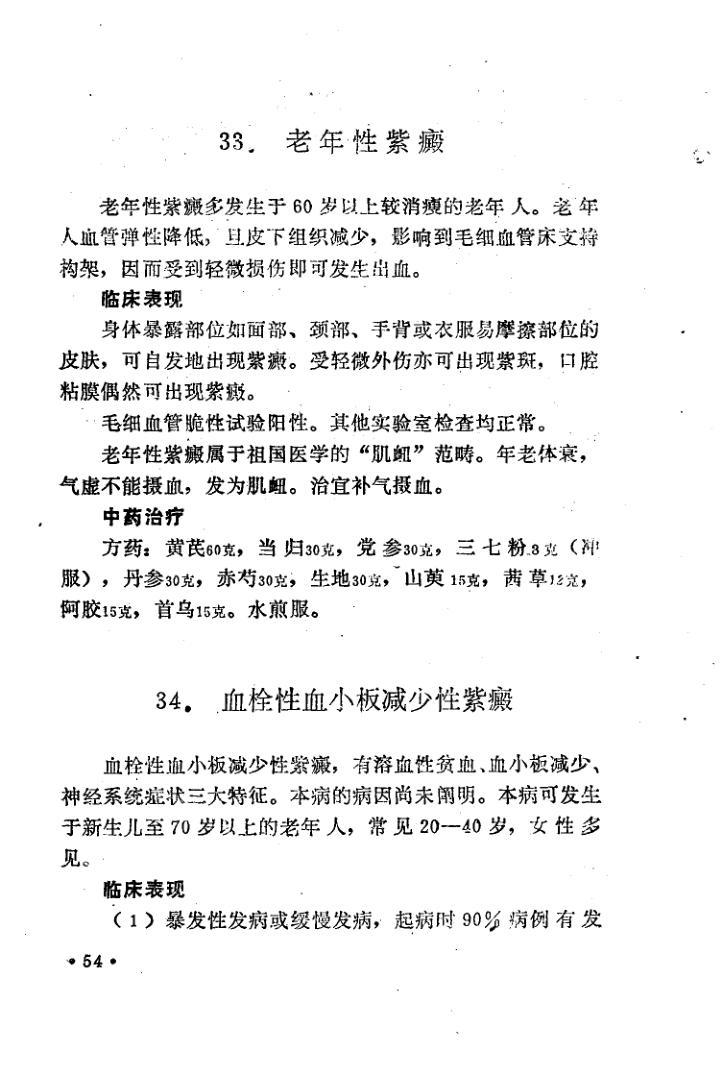 33. 老年性紫癜
老年性紫癜多发生于60岁以上较消瘦的老年人。老年
人血管弹性降低，且皮下组织减少，影响到毛细血管床支持
构架，因而受到轻微损伤即可发生出血。
临床表现
身体暴露部位如面部、颈部、手背或衣服易摩擦部位的
皮肤，可自发地出现紫癜。受轻微外伤亦可出现紫斑，口腔
粘膜偶然可出现紫癜。
毛细血管脆性试验阳性。其他实验室检查均正常。
老年性紫癜属于祖国医学的“肌衄”范畴。年老体衰，
气虚不能摄血，发为肌衄。治宜补气摄血。
中药治疗
方药：黄芪60克，当归30克，党参30克，三七粉3克（冲
服），丹参30克，赤芍30克，生地30克，山萸15克，茜草12克，
阿胶15克，首乌15克。水煎服。
34. 血栓性血小板减少性紫癜
血栓性血小板减少性紫癜，有溶血性贫血、血小板减少、
神经系统症状三大特征。本病的病因尚未阐明。本病可发生
于新生儿至70岁以上的老年人，常见20—40岁，女性多
见。
临床表现
（1）暴发性发病或缓慢发病，起病时90％病例有发
•54•